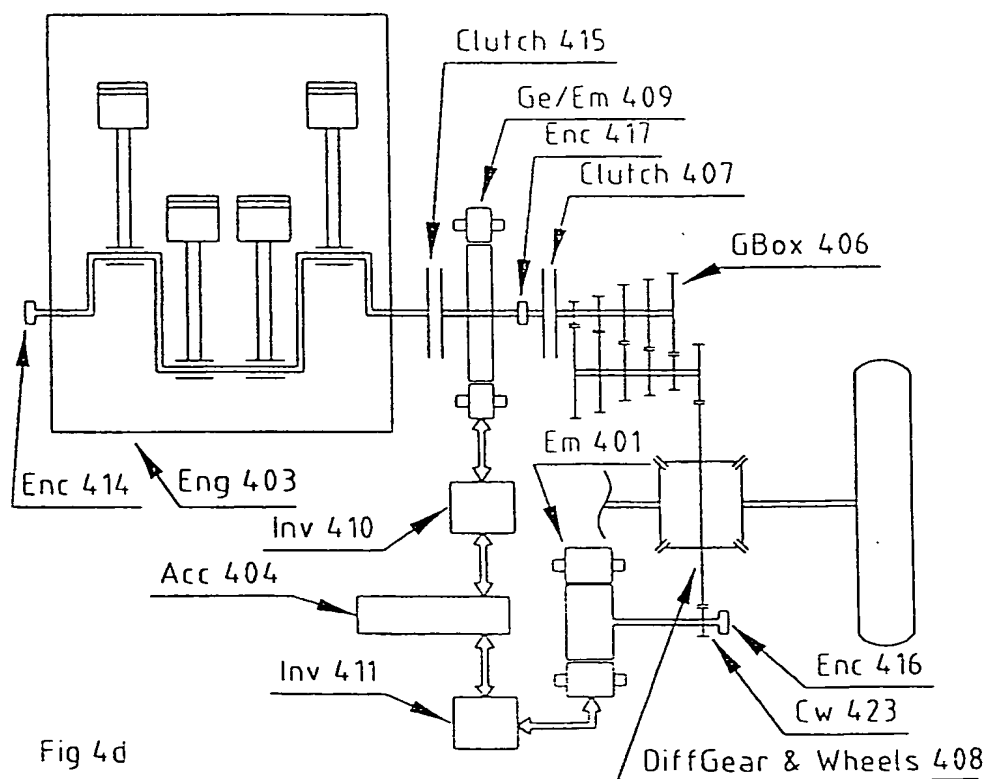 Clutch 415
Ge/Em 409
Enc 417
Clutch 407
GBox 406
Enc 414
Eng 403
Em 401
Inv 410
Acc 404
Inv 411
Enc 416
Cw 423
Fig 4d
DiffGear & Wheels 408